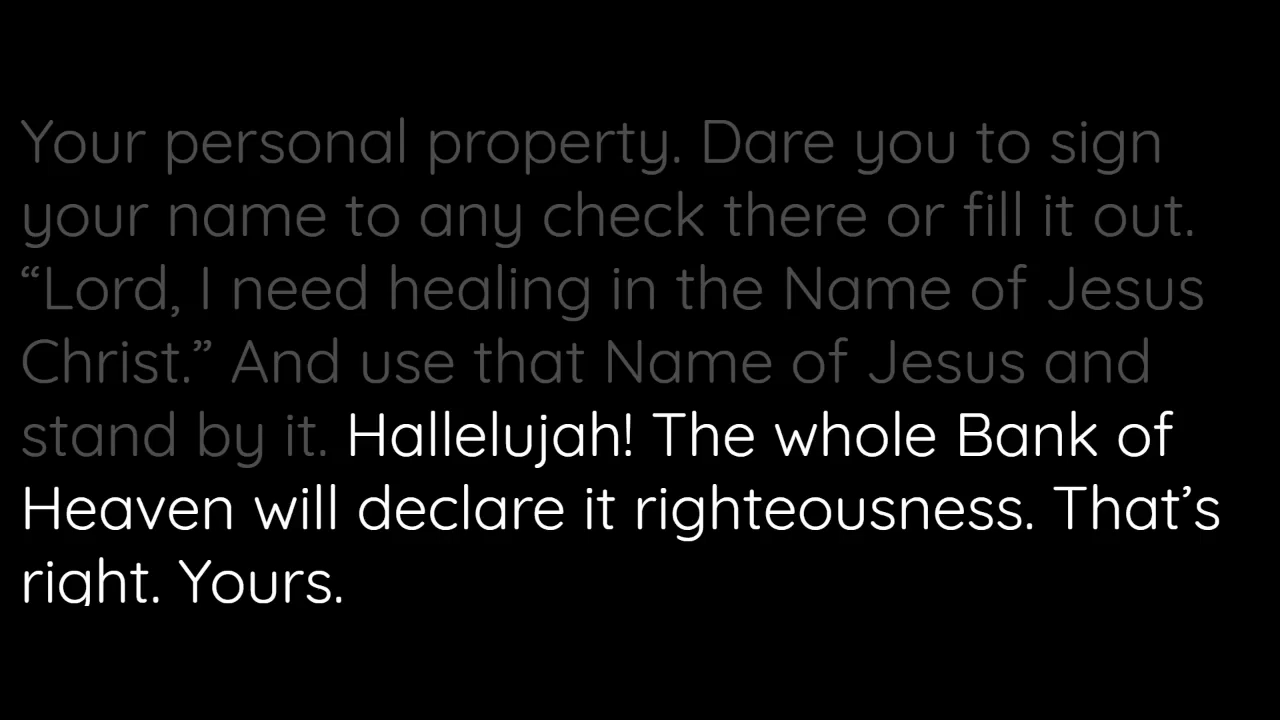 Your personal property. Dare you to sign
your name to any check there or fill it out.
“Lord, I need healing in the Name of Jesus
Christ.” And use that Name of Jesus and
stand by it. Hallelujah! The whole Bank of
Heaven will declare it righteousness. That’s
right. Yours.